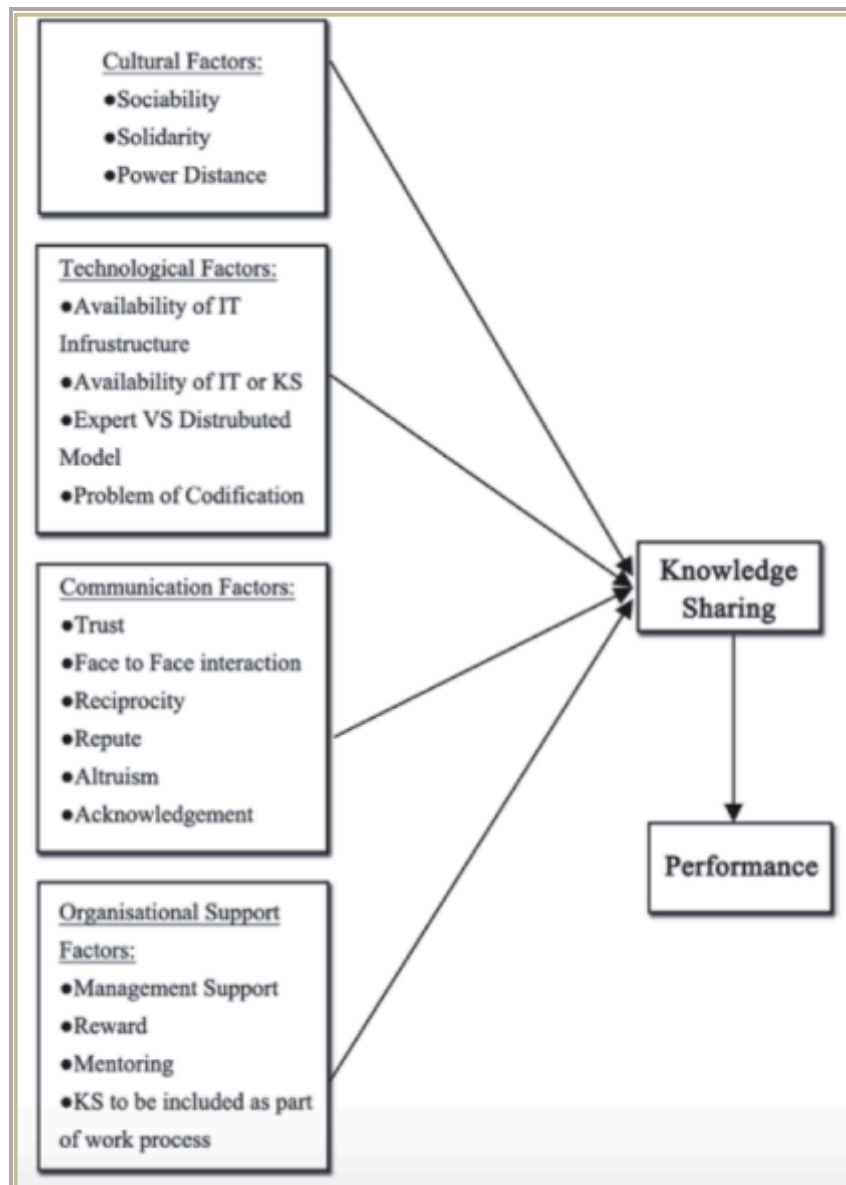 Cultural Factors:
●Sociability
●Solidarity
●Power Distance
Technological Factors:
●Availability of IT
Infrustructure
●Availability of IT or KS
●Expert VS Distrubuted
Model
●Problem of Codification
Communication Factors:
●Trust
●Face to Face interaction
●Reciprocity
●Repute
●Altruism
●Acknowledgement
Organisational Support
Factors:
●Management Support
●Reward
●Mentoring
●KS to be included as part
of work process
Knowledge
Sharing
Performance